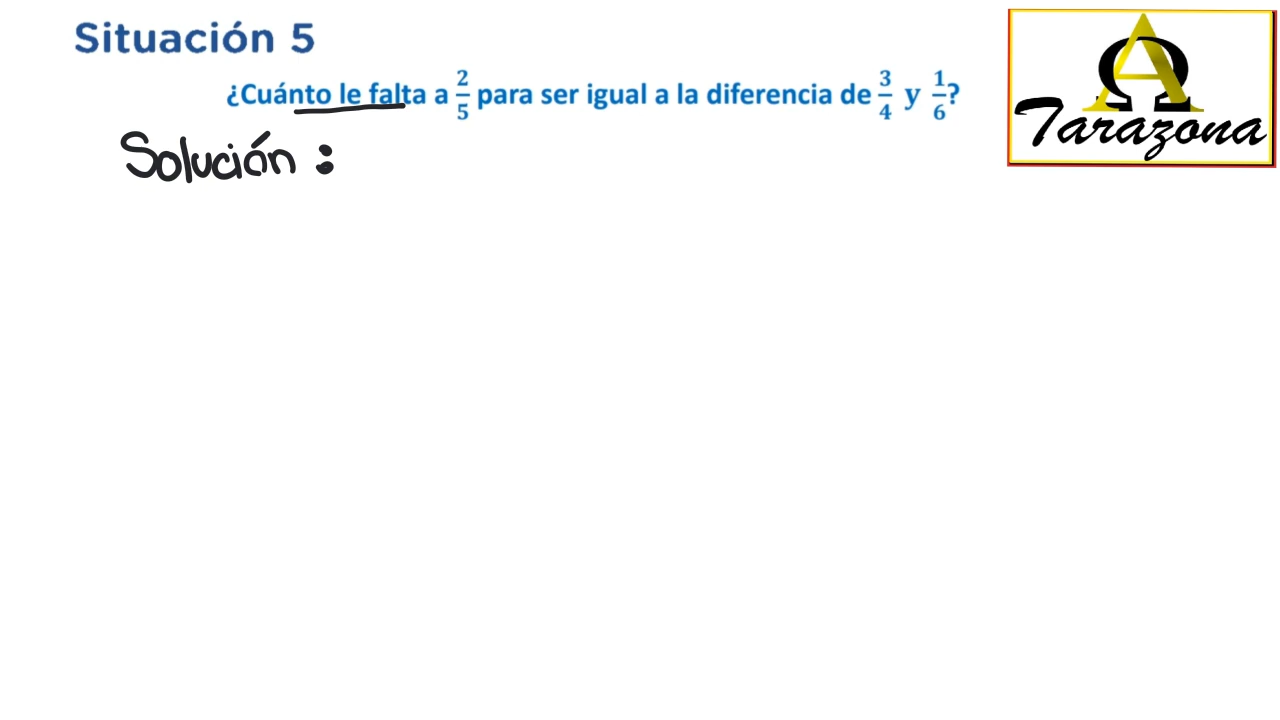 Situación 5
¿Cuánto le falta a 2/5 para ser igual a la diferencia de 3/4 y 1/6?
Solución :
AΩ
Tarazona